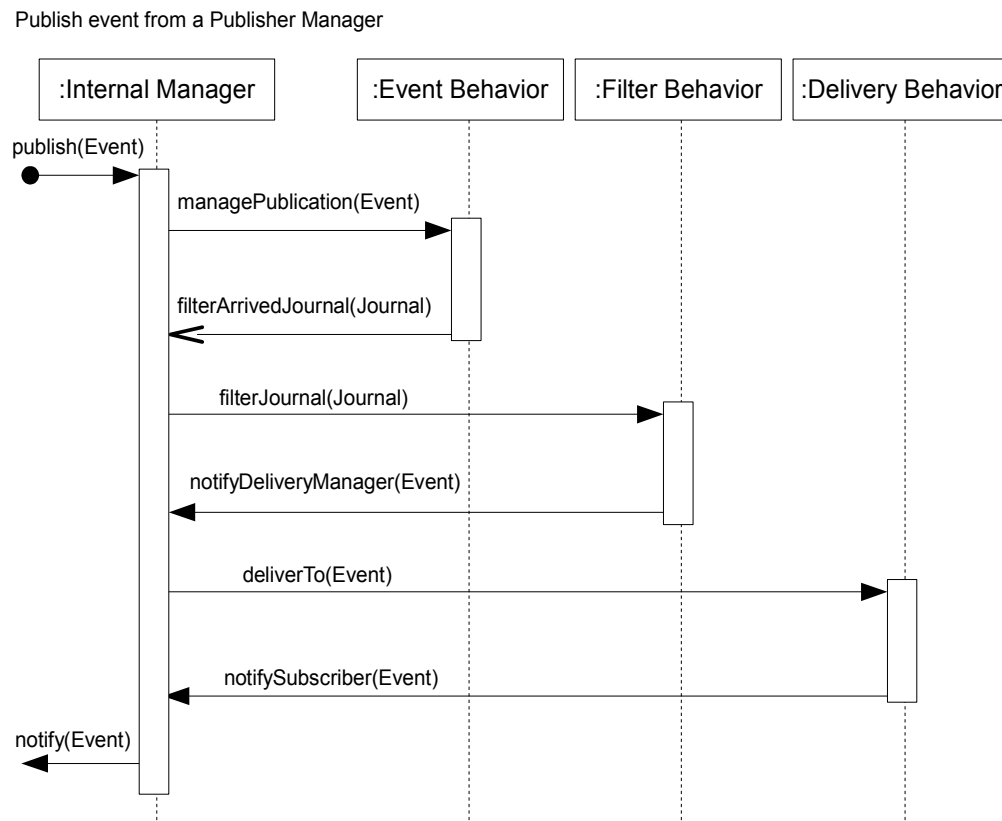 Publish event from a Publisher Manager
:Internal Manager
:Event Behavior
:Filter Behavior
:Delivery Behavior
publish(Event)
managePublication(Event)
filterArrivedJournal(Journal)
filterJournal(Journal)
notifyDeliveryManager(Event)
deliverTo(Event)
notifySubscriber(Event)
notify(Event)